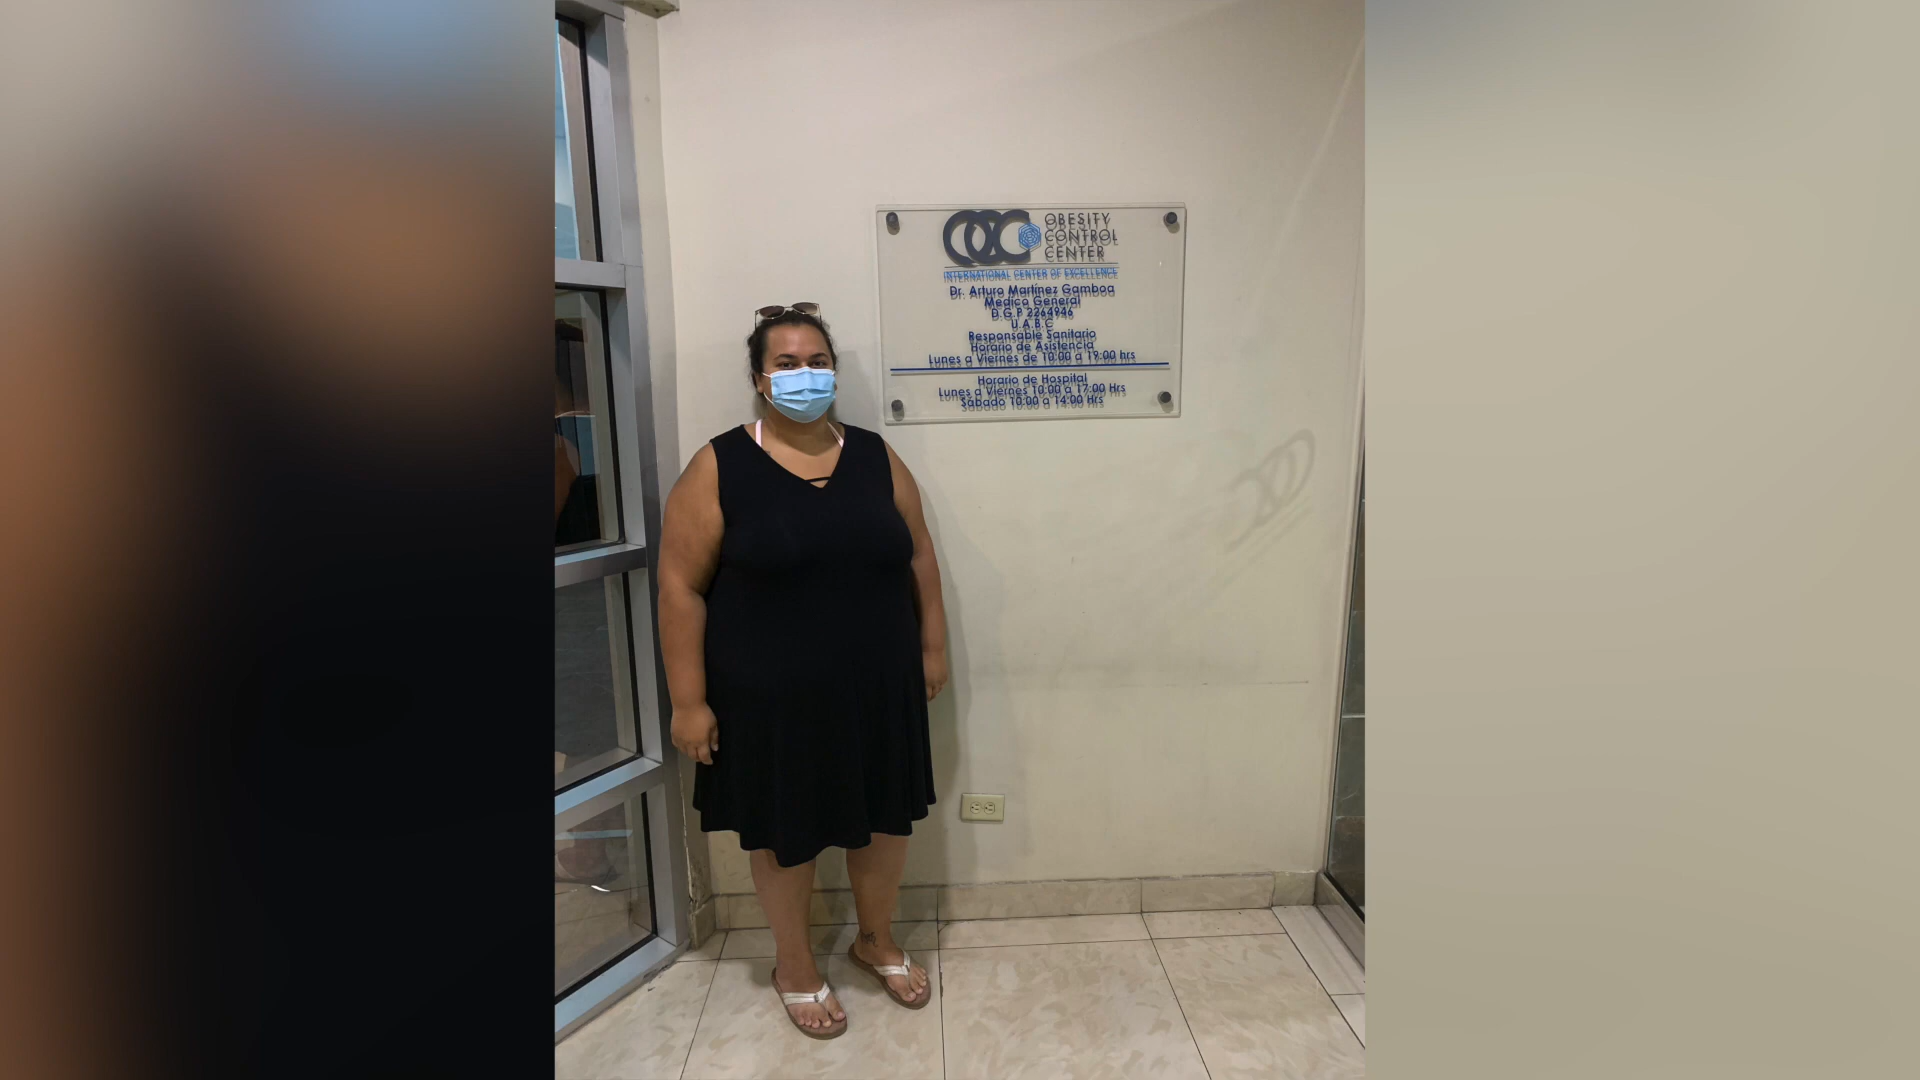 OBESITY
CONTROL
CENTER
INTERNATIONAL CENTER OF EXCELLENCE
Dr. Arturo Martínez Gamboa
Medico General
D.G.P 2264946
U.A.B.C
Responsable Sanitario
Horario de Asistencia
Lunes a Viernes de 10:00 a 19:00 hrs
Horario de Hospital
Lunes a Viernes 10:00 a 17:00 Hrs
Sabado 10:00 a 14:00 Hrs